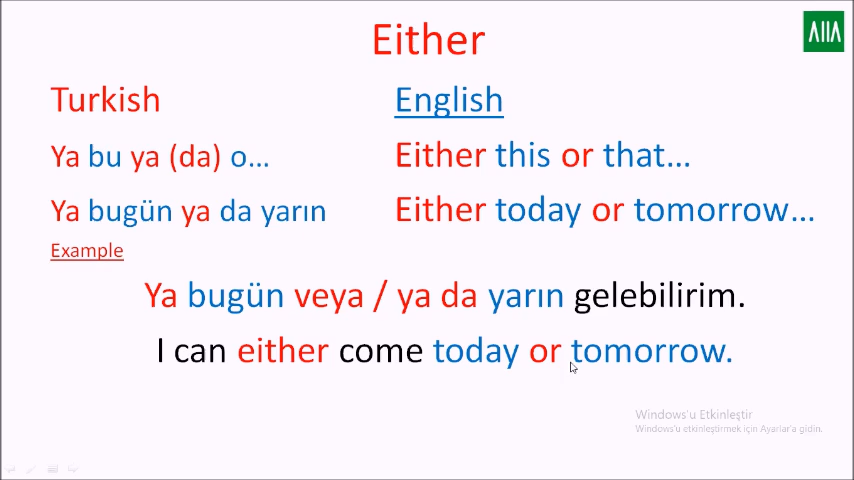 Either
AIIA
Turkish English
Ya bu ya (da) o... Either this or that...
Ya bugün ya da yarın Either today or tomorrow...
Example
Ya bugün veya / ya da yarın gelebilirim.
I can either come today or tomorrow.
Windows'u Etkinleştir
Windows'u etkinleştirmek için Ayarlar'a gidin.